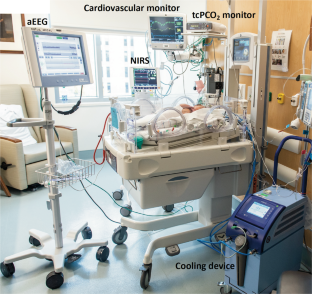 Cardiovascular monitor
tcPCO₂ monitor
aEEG
NIRS
Cooling device